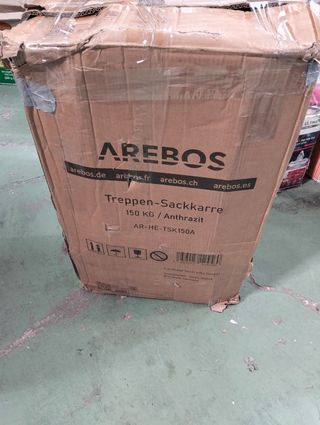 AREBOS
arebos.de arebos.fr arebos.ch arebos.es
Treppen-Sackkarre
150 KG / Anthrazit
AR-HE-TSK150A